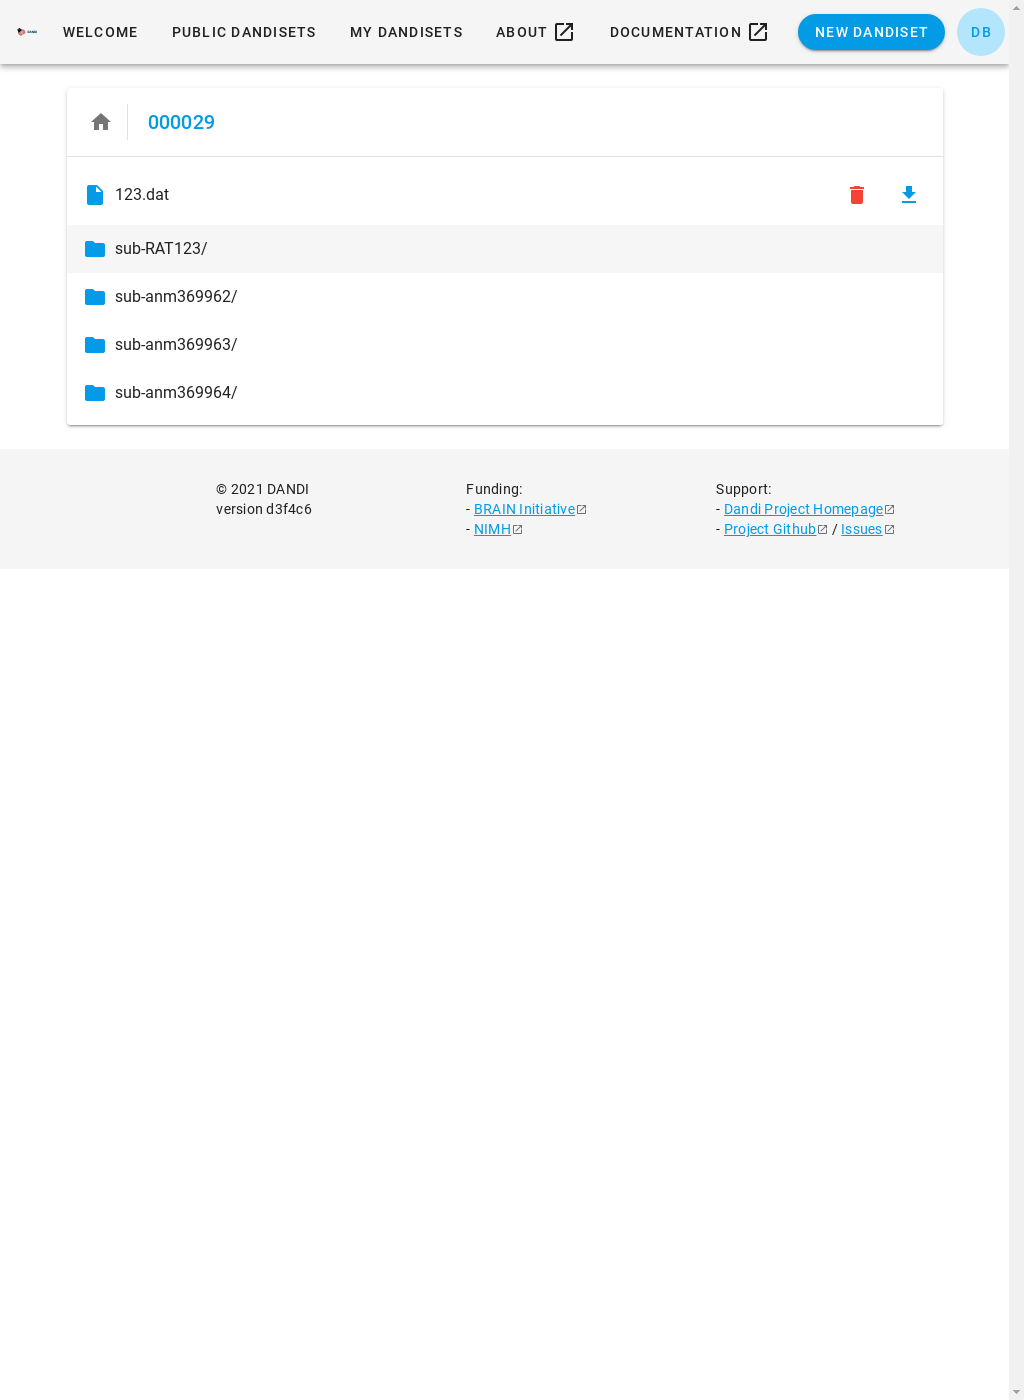 WELCOME PUBLIC DANDISETS MY DANDISETS ABOUT DOCUMENTATION NEW DANDISET DB
000029
123.dat
sub-RAT123/
sub-anm369962/
sub-anm369963/
sub-anm369964/
© 2021 DANDI
version d3f4c6
Funding:
- BRAIN Initiative
- NIMH
Support:
- Dandi Project Homepage
- Project Github / Issues